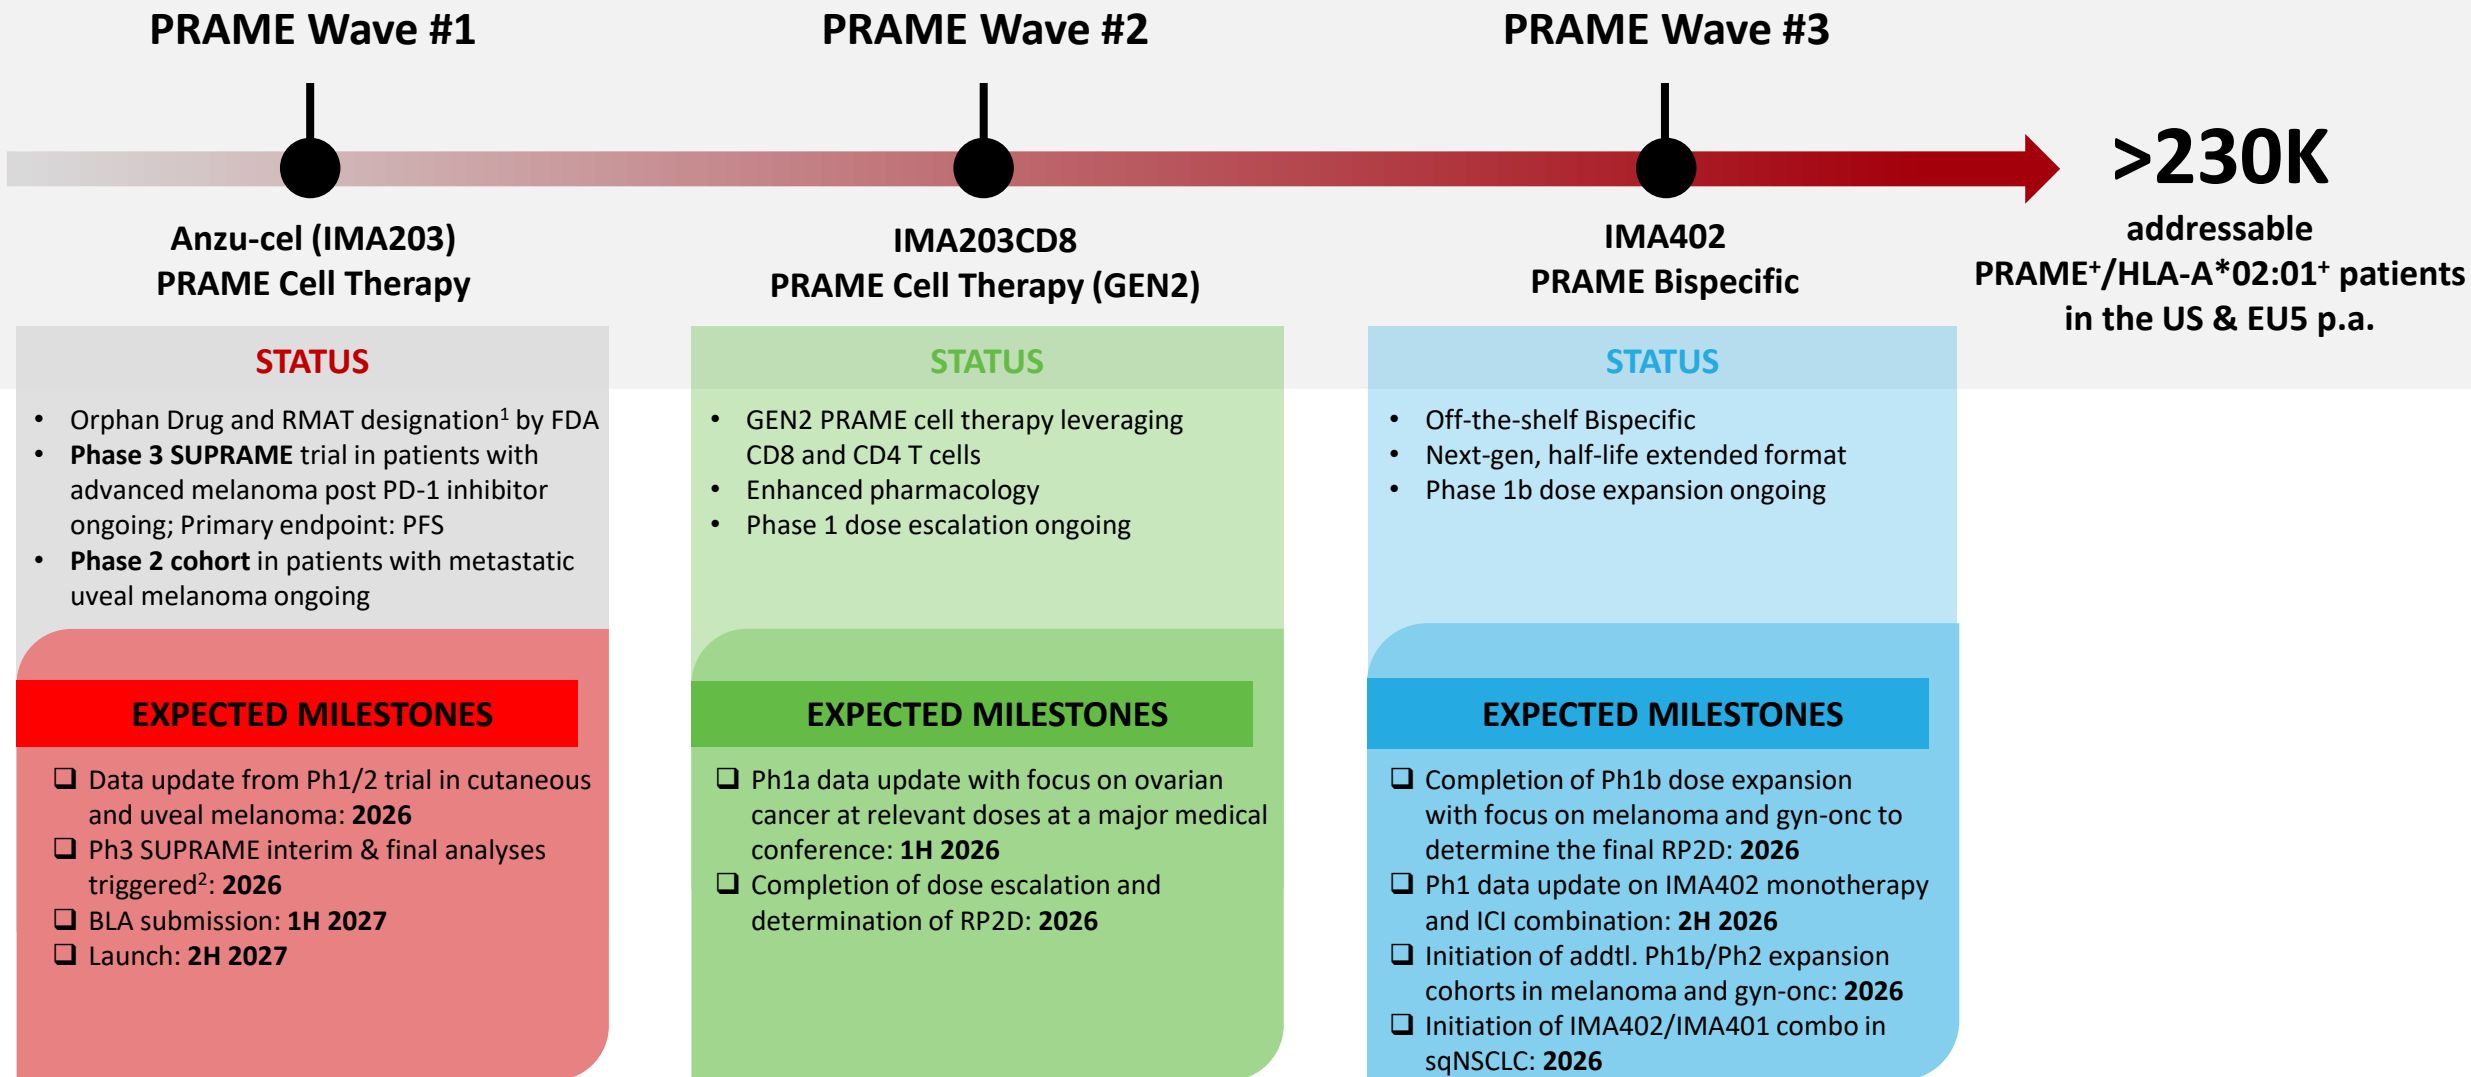 PRAME Wave #1
PRAME Wave #2
PRAME Wave #3
Anzu-cel (IMA203)
PRAME Cell Therapy
IMA203CD8
PRAME Cell Therapy (GEN2)
IMA402
PRAME Bispecific
>230K
addressable
PRAME⁺/HLA-A*02:01⁺ patients
in the US & EU5 p.a.
STATUS
• Orphan Drug and RMAT designation¹ by FDA
• Phase 3 SUPRAME trial in patients with
advanced melanoma post PD-1 inhibitor
ongoing; Primary endpoint: PFS
• Phase 2 cohort in patients with metastatic
uveal melanoma ongoing
EXPECTED MILESTONES
❑ Data update from Ph1/2 trial in cutaneous
and uveal melanoma: 2026
❑ Ph3 SUPRAME interim & final analyses
triggered²: 2026
❑ BLA submission: 1H 2027
❑ Launch: 2H 2027
STATUS
• GEN2 PRAME cell therapy leveraging
CD8 and CD4 T cells
• Enhanced pharmacology
• Phase 1 dose escalation ongoing
EXPECTED MILESTONES
❑ Ph1a data update with focus on ovarian
cancer at relevant doses at a major medical
conference: 1H 2026
❑ Completion of dose escalation and
determination of RP2D: 2026
STATUS
• Off-the-shelf Bispecific
• Next-gen, half-life extended format
• Phase 1b dose expansion ongoing
EXPECTED MILESTONES
❑ Completion of Ph1b dose expansion
with focus on melanoma and gyn-onc to
determine the final RP2D: 2026
❑ Ph1 data update on IMA402 monotherapy
and ICI combination: 2H 2026
❑ Initiation of addtl. Ph1b/Ph2 expansion
cohorts in melanoma and gyn-onc: 2026
❑ Initiation of IMA402/IMA401 combo in
sqNSCLC: 2026